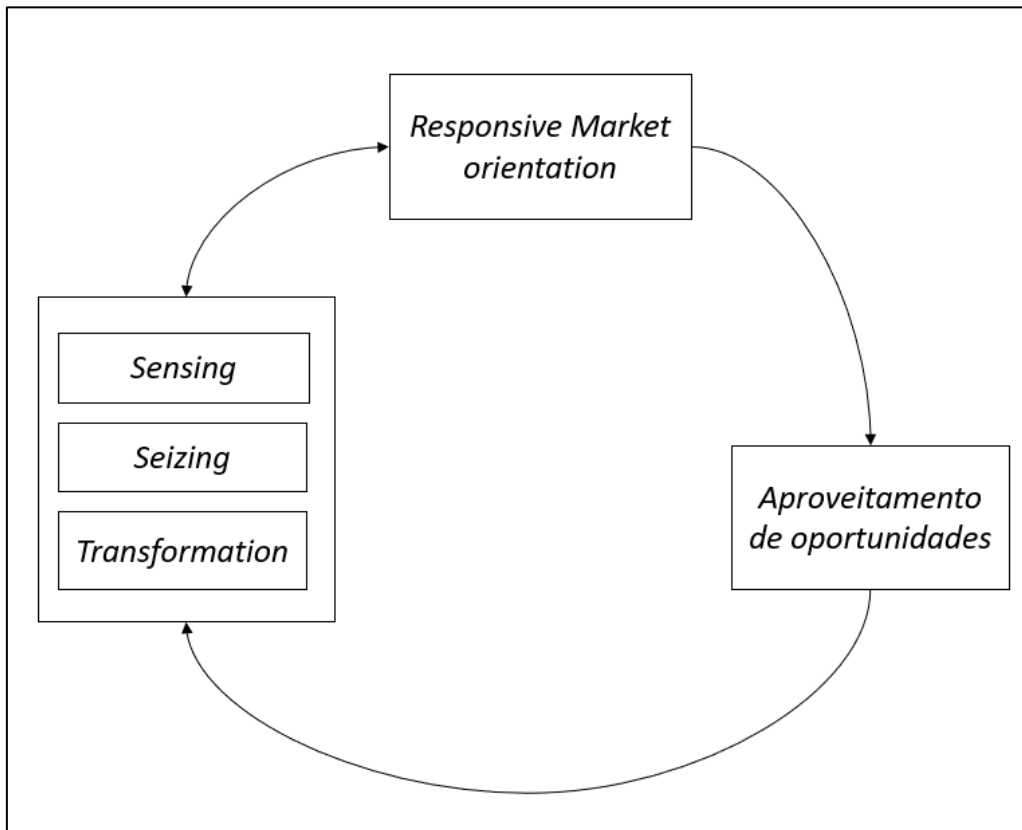 Responsive Market
orientation
Sensing
Seizing
Transformation
Aproveitamento
de oportunidades